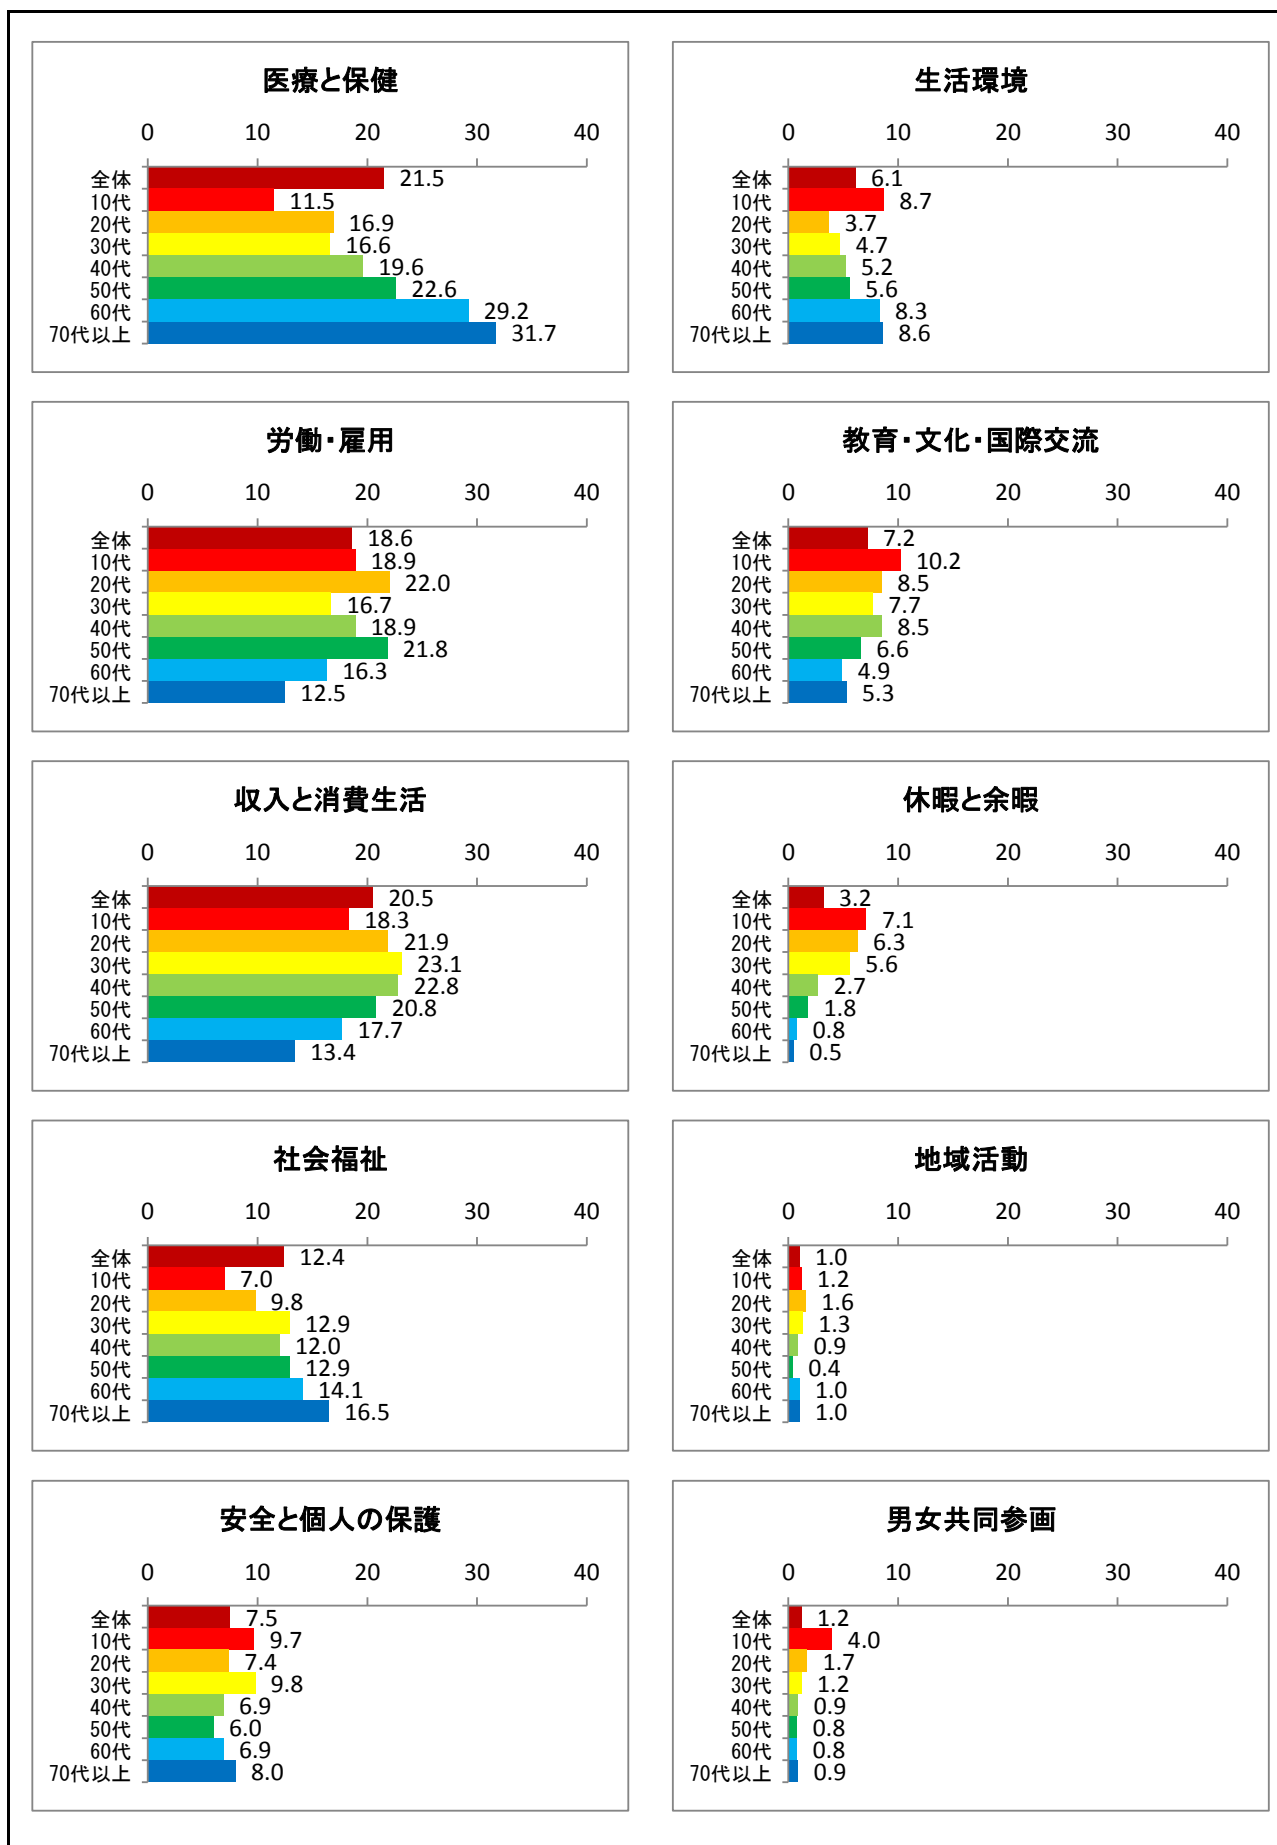 医療と保健
0 10 20 30 40
全体 21.5
10代 11.5
20代 16.9
30代 16.6
40代 19.6
50代 22.6
60代 29.2
70代以上 31.7
生活環境
0 10 20 30 40
全体 6.1
10代 8.7
20代 3.7
30代 4.7
40代 5.2
50代 5.6
60代 8.3
70代以上 8.6
労働・雇用
0 10 20 30 40
全体 18.6
10代 18.9
20代 22.0
30代 16.7
40代 18.9
50代 21.8
60代 16.3
70代以上 12.5
教育・文化・国際交流
0 10 20 30 40
全体 7.2
10代 10.2
20代 8.5
30代 7.7
40代 8.5
50代 6.6
60代 4.9
70代以上 5.3
収入と消費生活
0 10 20 30 40
全体 20.5
10代 18.3
20代 21.9
30代 23.1
40代 22.8
50代 20.8
60代 17.7
70代以上 13.4
休暇と余暇
0 10 20 30 40
全体 3.2
10代 7.1
20代 6.3
30代 5.6
40代 2.7
50代 1.8
60代 0.8
70代以上 0.5
社会福祉
0 10 20 30 40
全体 12.4
10代 7.0
20代 9.8
30代 12.9
40代 12.0
50代 12.9
60代 14.1
70代以上 16.5
地域活動
0 10 20 30 40
全体 1.0
10代 1.2
20代 1.6
30代 1.3
40代 0.9
50代 0.4
60代 1.0
70代以上 1.0
安全と個人の保護
0 10 20 30 40
全体 7.5
10代 9.7
20代 7.4
30代 9.8
40代 6.9
50代 6.0
60代 6.9
70代以上 8.0
男女共同参画
0 10 20 30 40
全体 1.2
10代 4.0
20代 1.7
30代 1.2
40代 0.9
50代 0.8
60代 0.8
70代以上 0.9